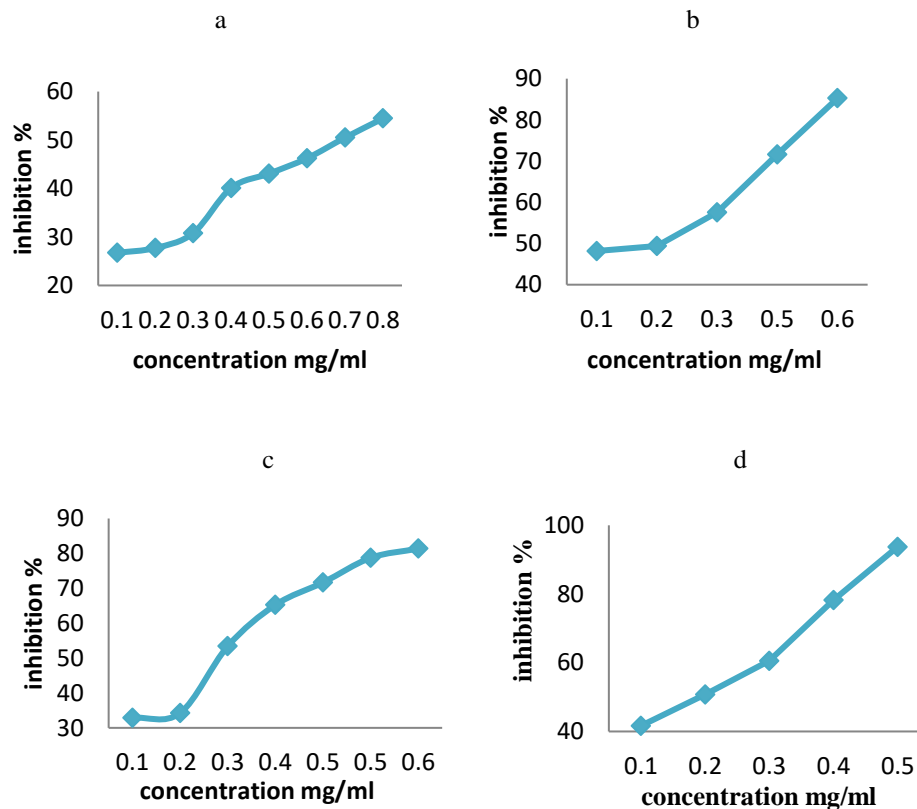 a
inhibition %
60
50
40
30
20
0.1 0.2 0.3 0.4 0.5 0.6 0.7 0.8
concentration mg/ml
b
inhibition %
90
80
70
60
50
40
0.1 0.2 0.3 0.5 0.6
concentration mg/ml
c
inhibition %
90
80
70
60
50
40
30
0.1 0.2 0.3 0.4 0.5 0.5 0.6
concentration mg/ml
d
inhibition %
100
80
60
40
0.1 0.2 0.3 0.4 0.5
concentration mg/ml